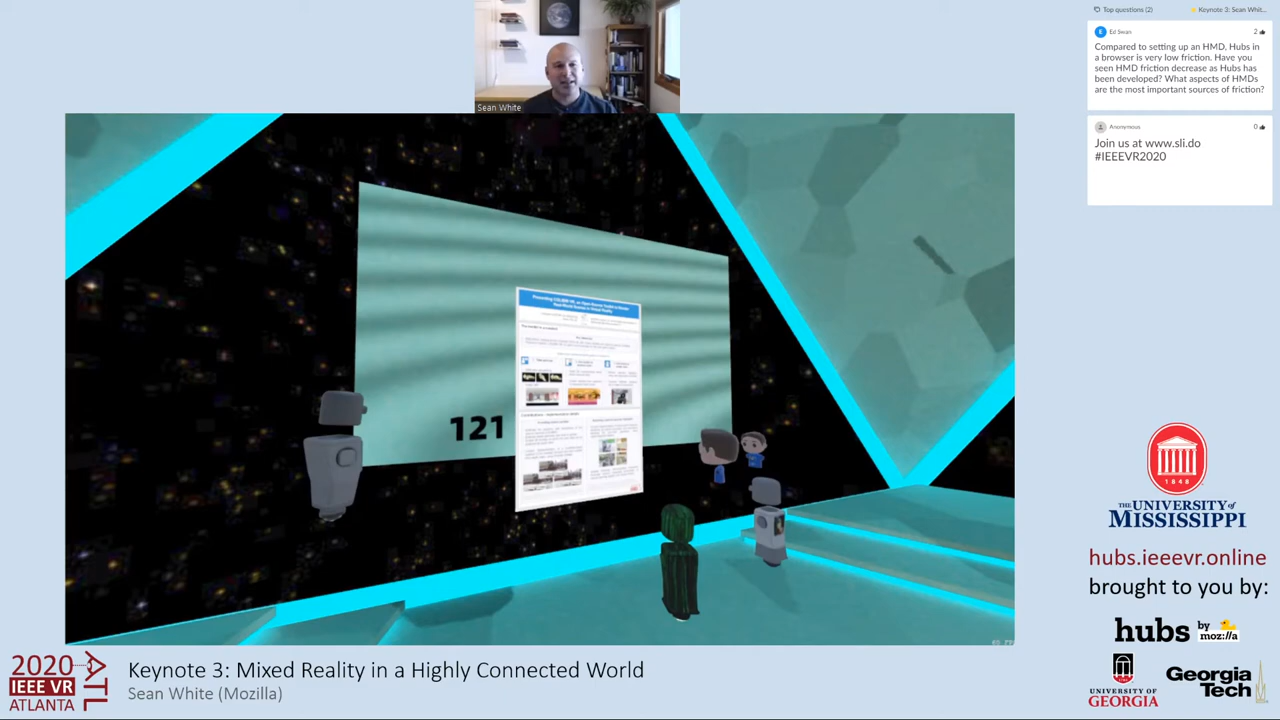 Top questions (2)
Keynote 3: Sean Whit...
Ed Swan
2
Compared to setting up an HMD, Hubs in
a browser is very low friction. Have you
seen HMD friction decrease as Hubs has
been developed? What aspects of HMDs
are the most important sources of friction?
Anonymous
0
Join us at www.sli.do
#IEEEVR2020
Sean White
121
1848
THE UNIVERSITY of
MISSISSIPPI
hubs.ieeevr.online
brought to you by:
hubs by
moz://a
UNIVERSITY OF
GEORGIA
Georgia
Tech
2020
IEEE VR
ATLANTA
ATL
Keynote 3: Mixed Reality in a Highly Connected World
Sean White (Mozilla)